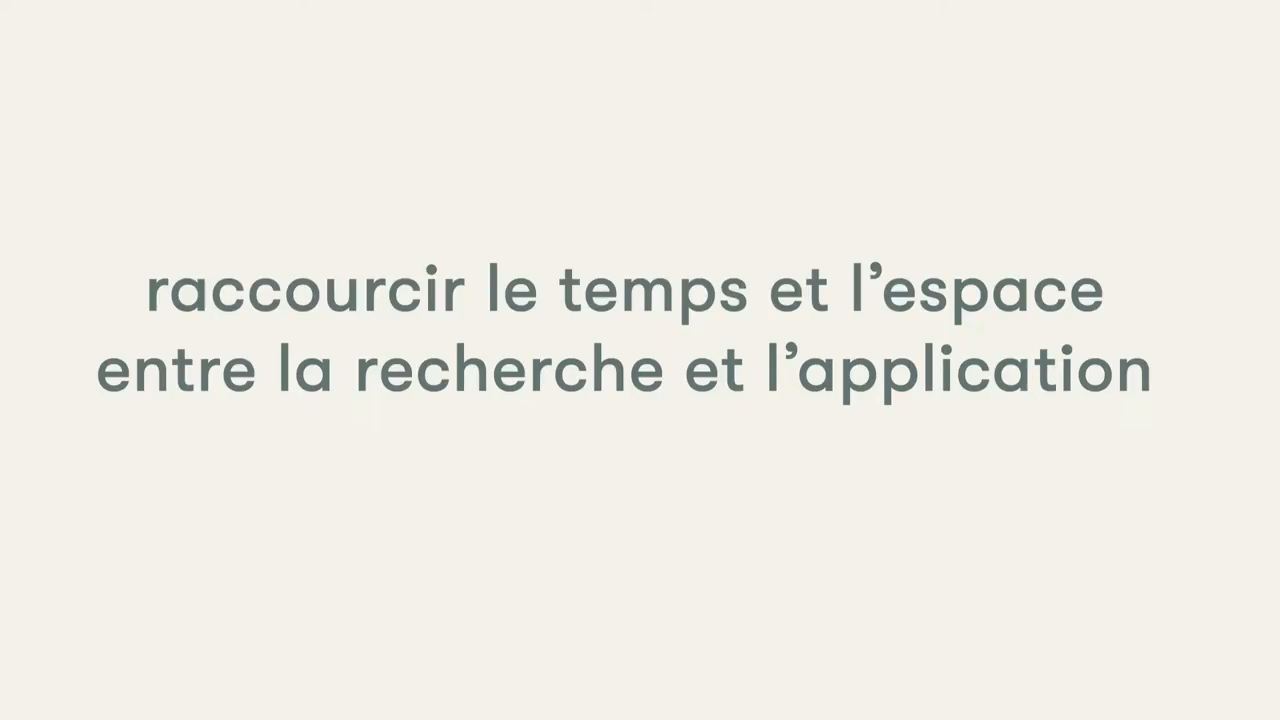 raccourcir le temps et l’espace
entre la recherche et l’application